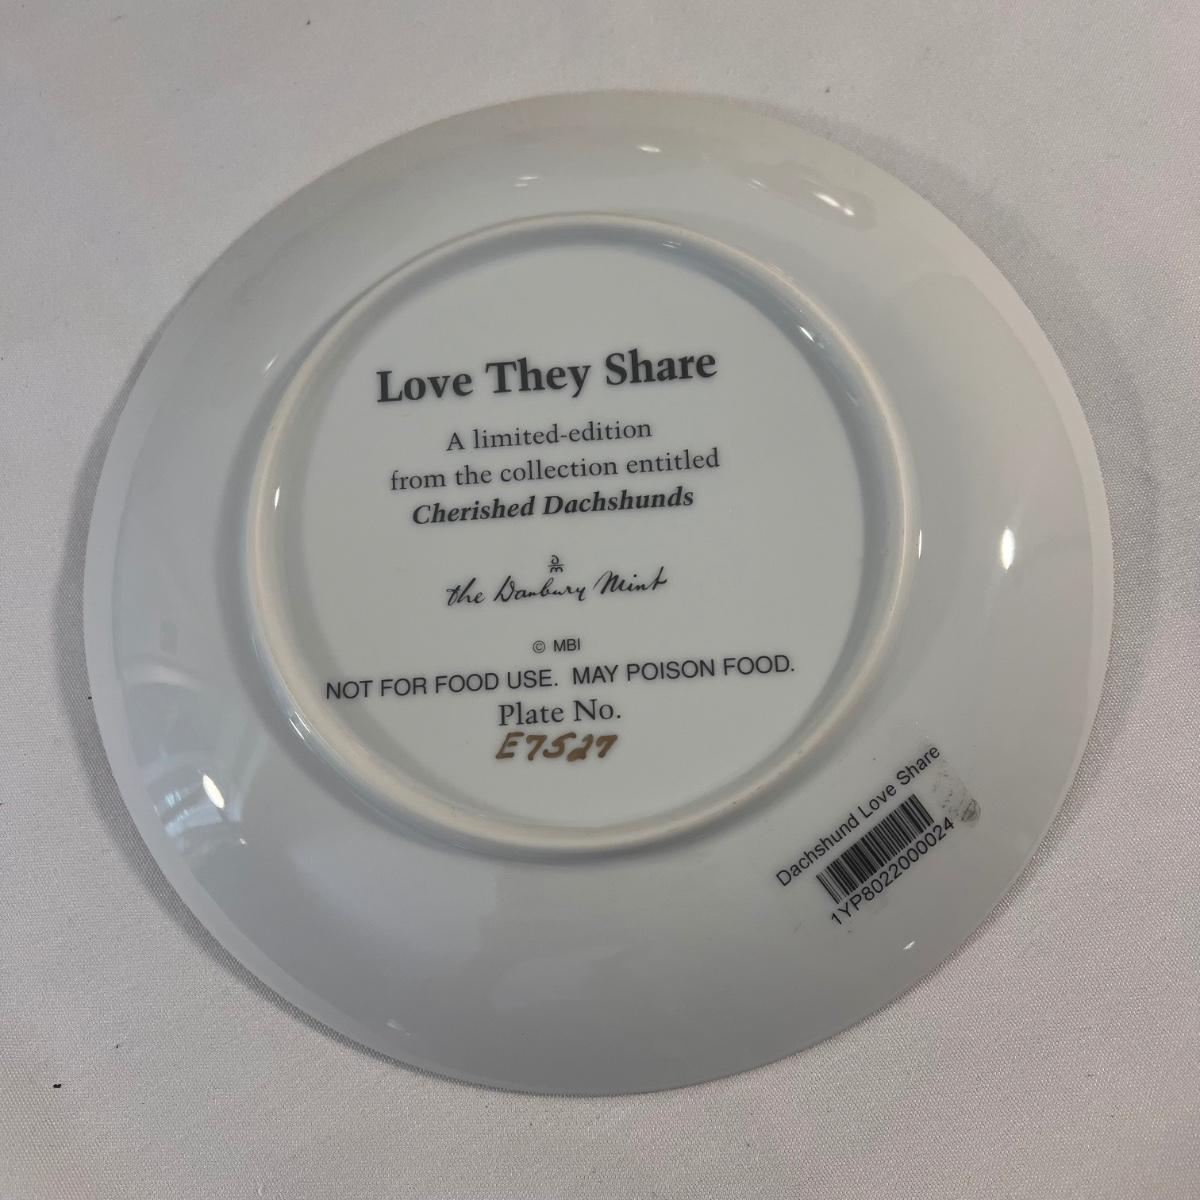 Love They Share
A limited-edition
from the collection entitled
Cherished Dachshunds
the Danbury Mint
© MBI
NOT FOR FOOD USE. MAY POISON FOOD.
Plate No.
E7527
Dachshund Love Share
1YP8022000024